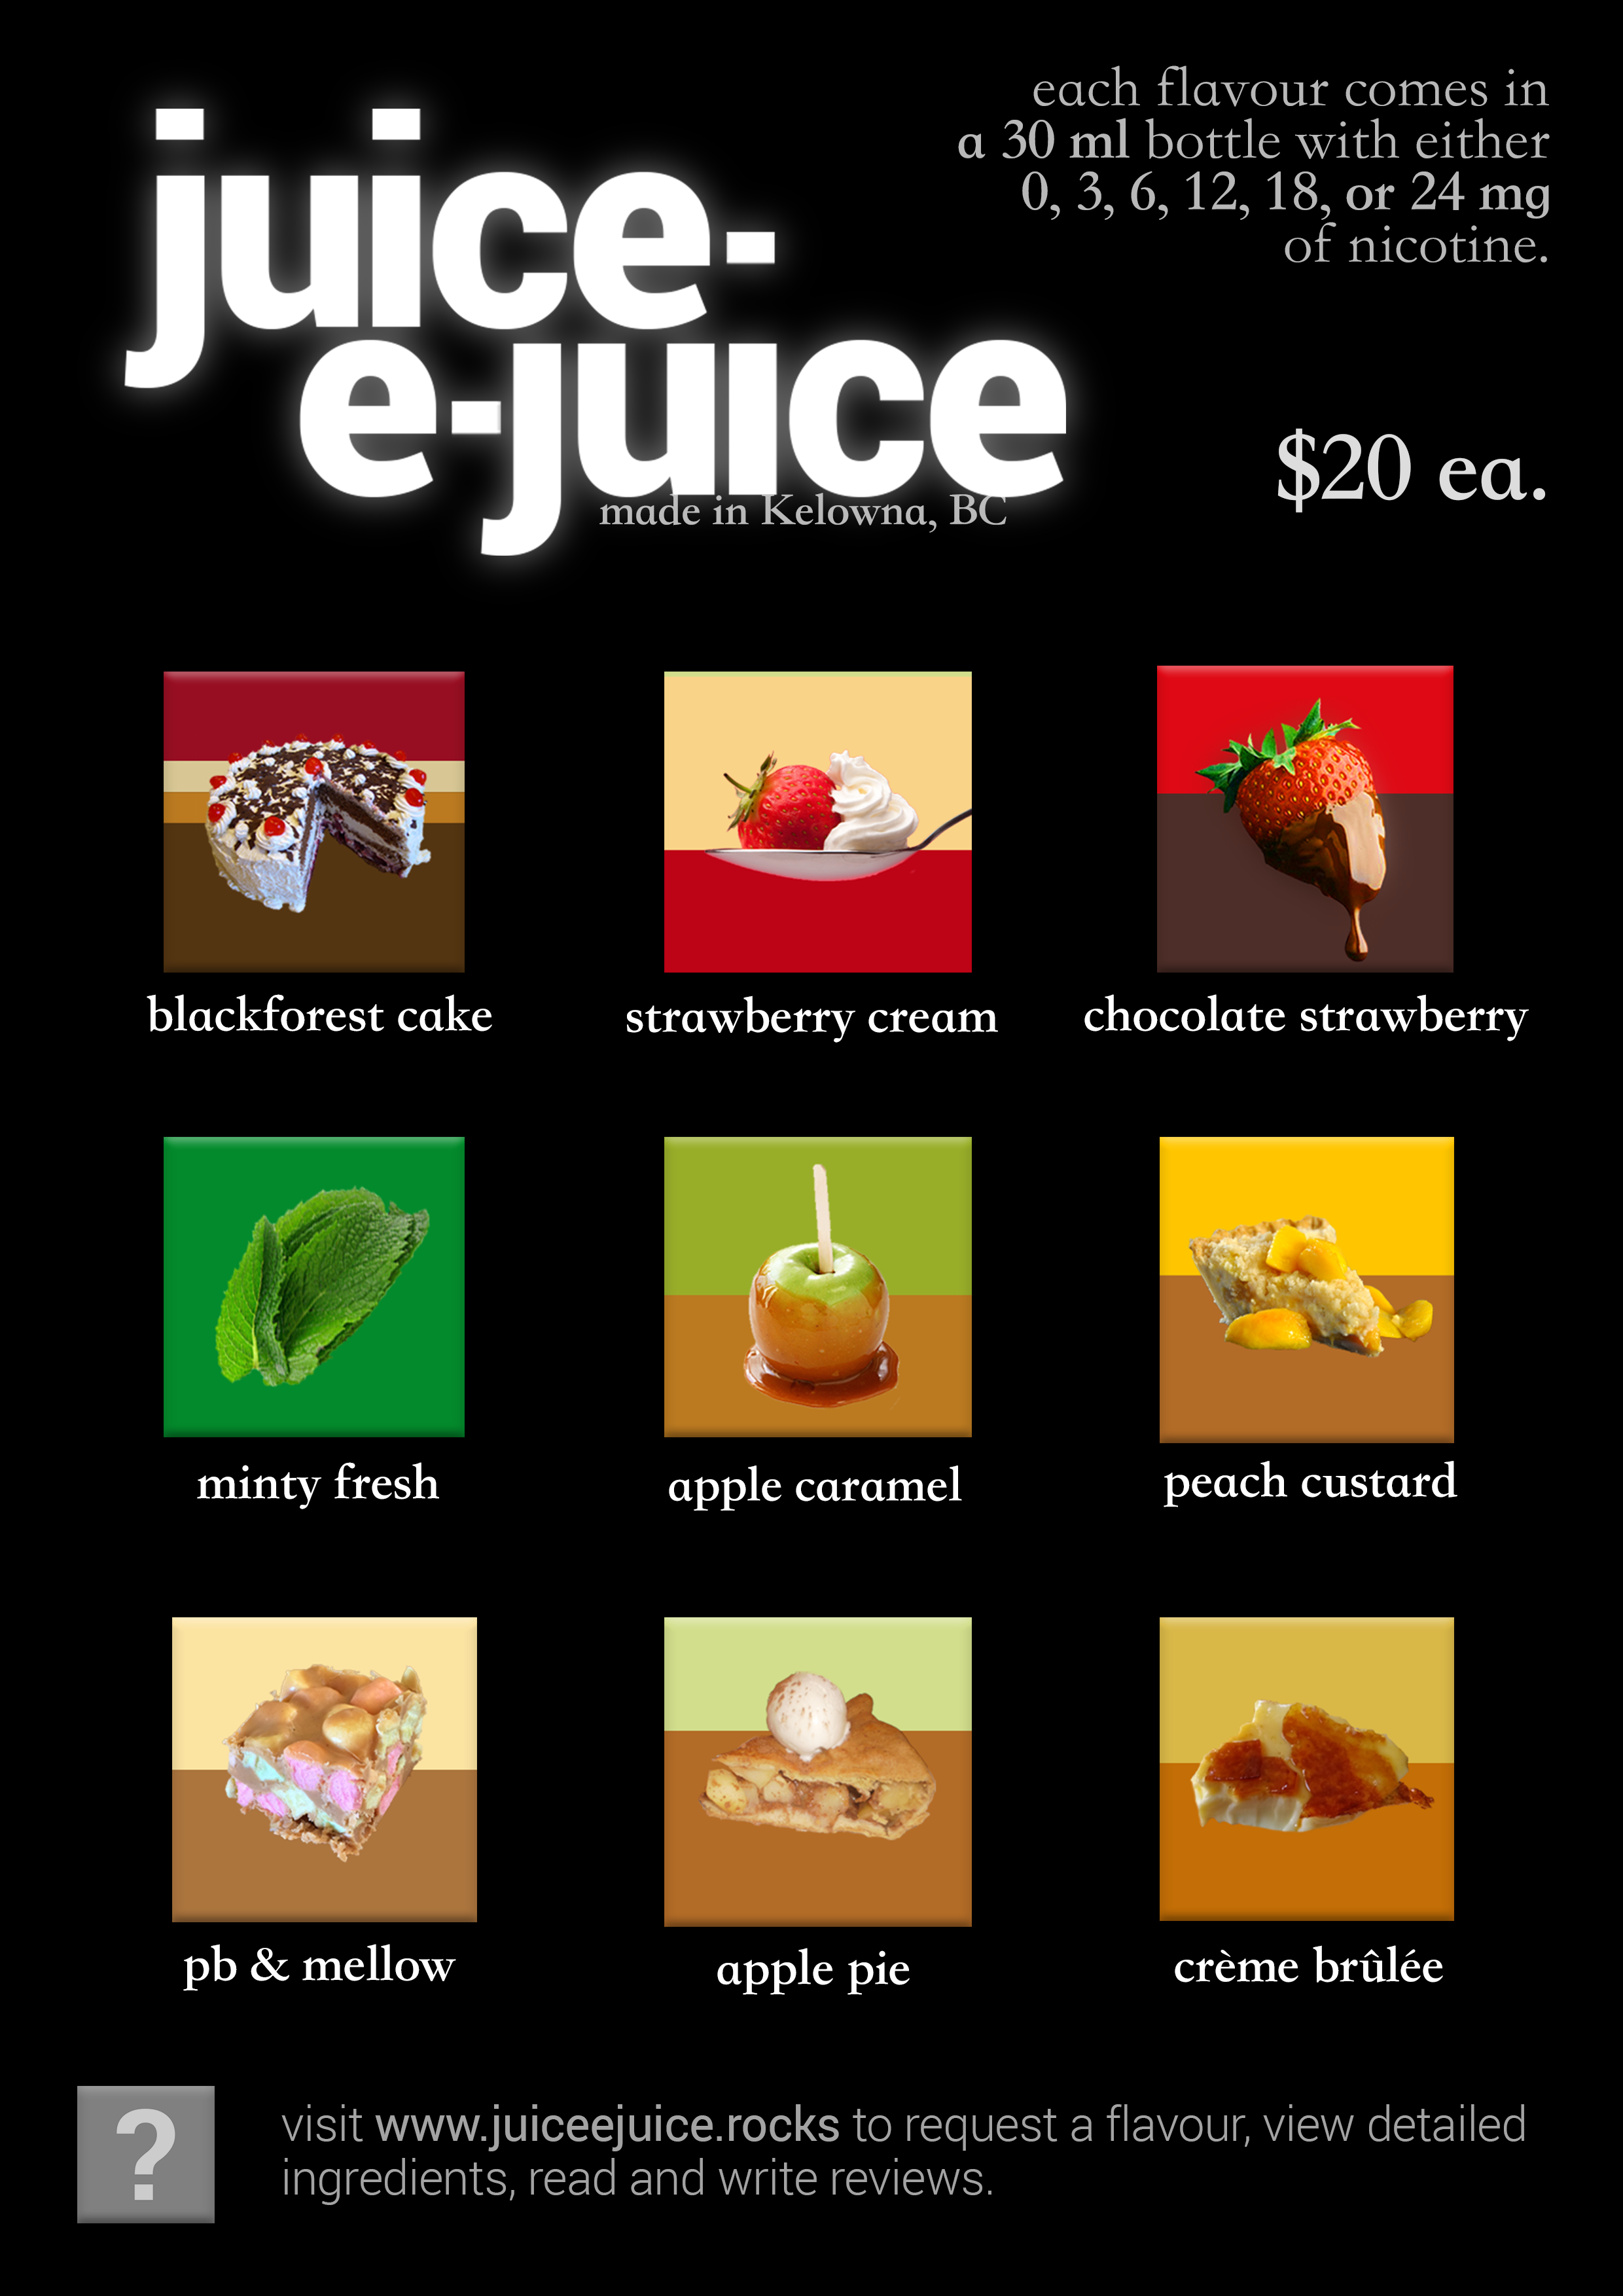 juice-
e-juice
made in Kelowna, BC
each flavour comes in
a 30 ml bottle with either
0, 3, 6, 12, 18, or 24 mg
of nicotine.
$20 ea.
blackforest cake
strawberry cream
chocolate strawberry
minty fresh
apple caramel
peach custard
pb & mellow
apple pie
crème brûlée
?
visit www.juiceejuice.rocks to request a flavour, view detailed
ingredients, read and write reviews.